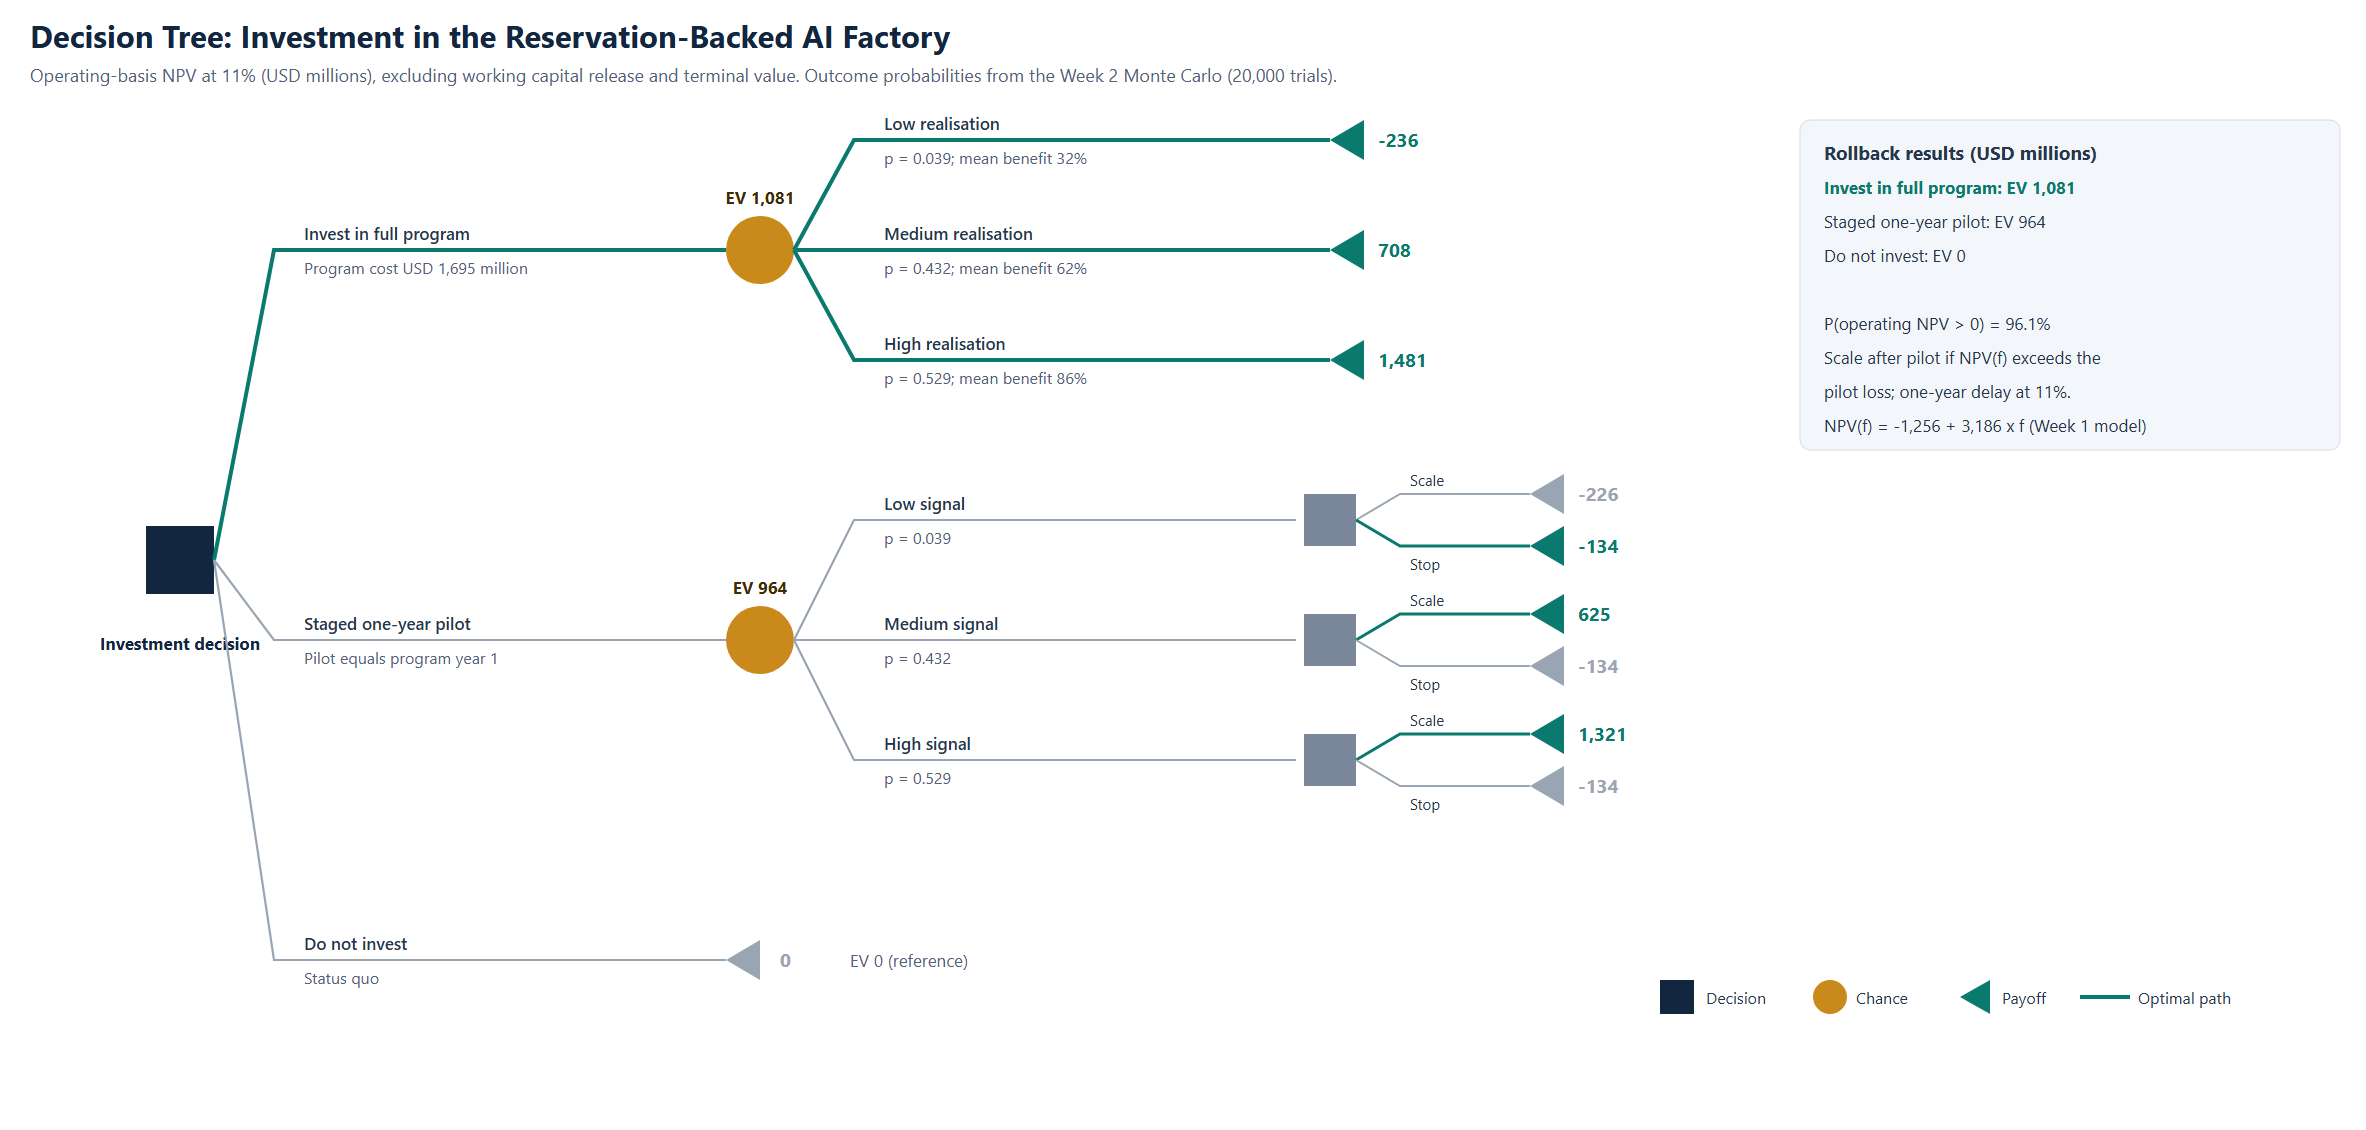 Decision Tree: Investment in the Reservation-Backed AI Factory
Operating-basis NPV at 11% (USD millions), excluding working capital release and terminal value. Outcome probabilities from the Week 2 Monte Carlo (20,000 trials).
Low realisation
p = 0.039; mean benefit 32%
-236
EV 1,081
Invest in full program
Program cost USD 1,695 million
Medium realisation
p = 0.432; mean benefit 62%
708
High realisation
p = 0.529; mean benefit 86%
1,481
Rollback results (USD millions)
Invest in full program: EV 1,081
Staged one-year pilot: EV 964
Do not invest: EV 0
P(operating NPV > 0) = 96.1%
Scale after pilot if NPV(f) exceeds the
pilot loss; one-year delay at 11%.
NPV(f) = -1,256 + 3,186 x f (Week 1 model)
Investment decision
Staged one-year pilot
Pilot equals program year 1
EV 964
Low signal
p = 0.039
Scale
-226
Stop
-134
Medium signal
p = 0.432
Scale
625
Stop
-134
High signal
p = 0.529
Scale
1,321
Stop
-134
Do not invest
Status quo
0
EV 0 (reference)
Decision
Chance
Payoff
Optimal path